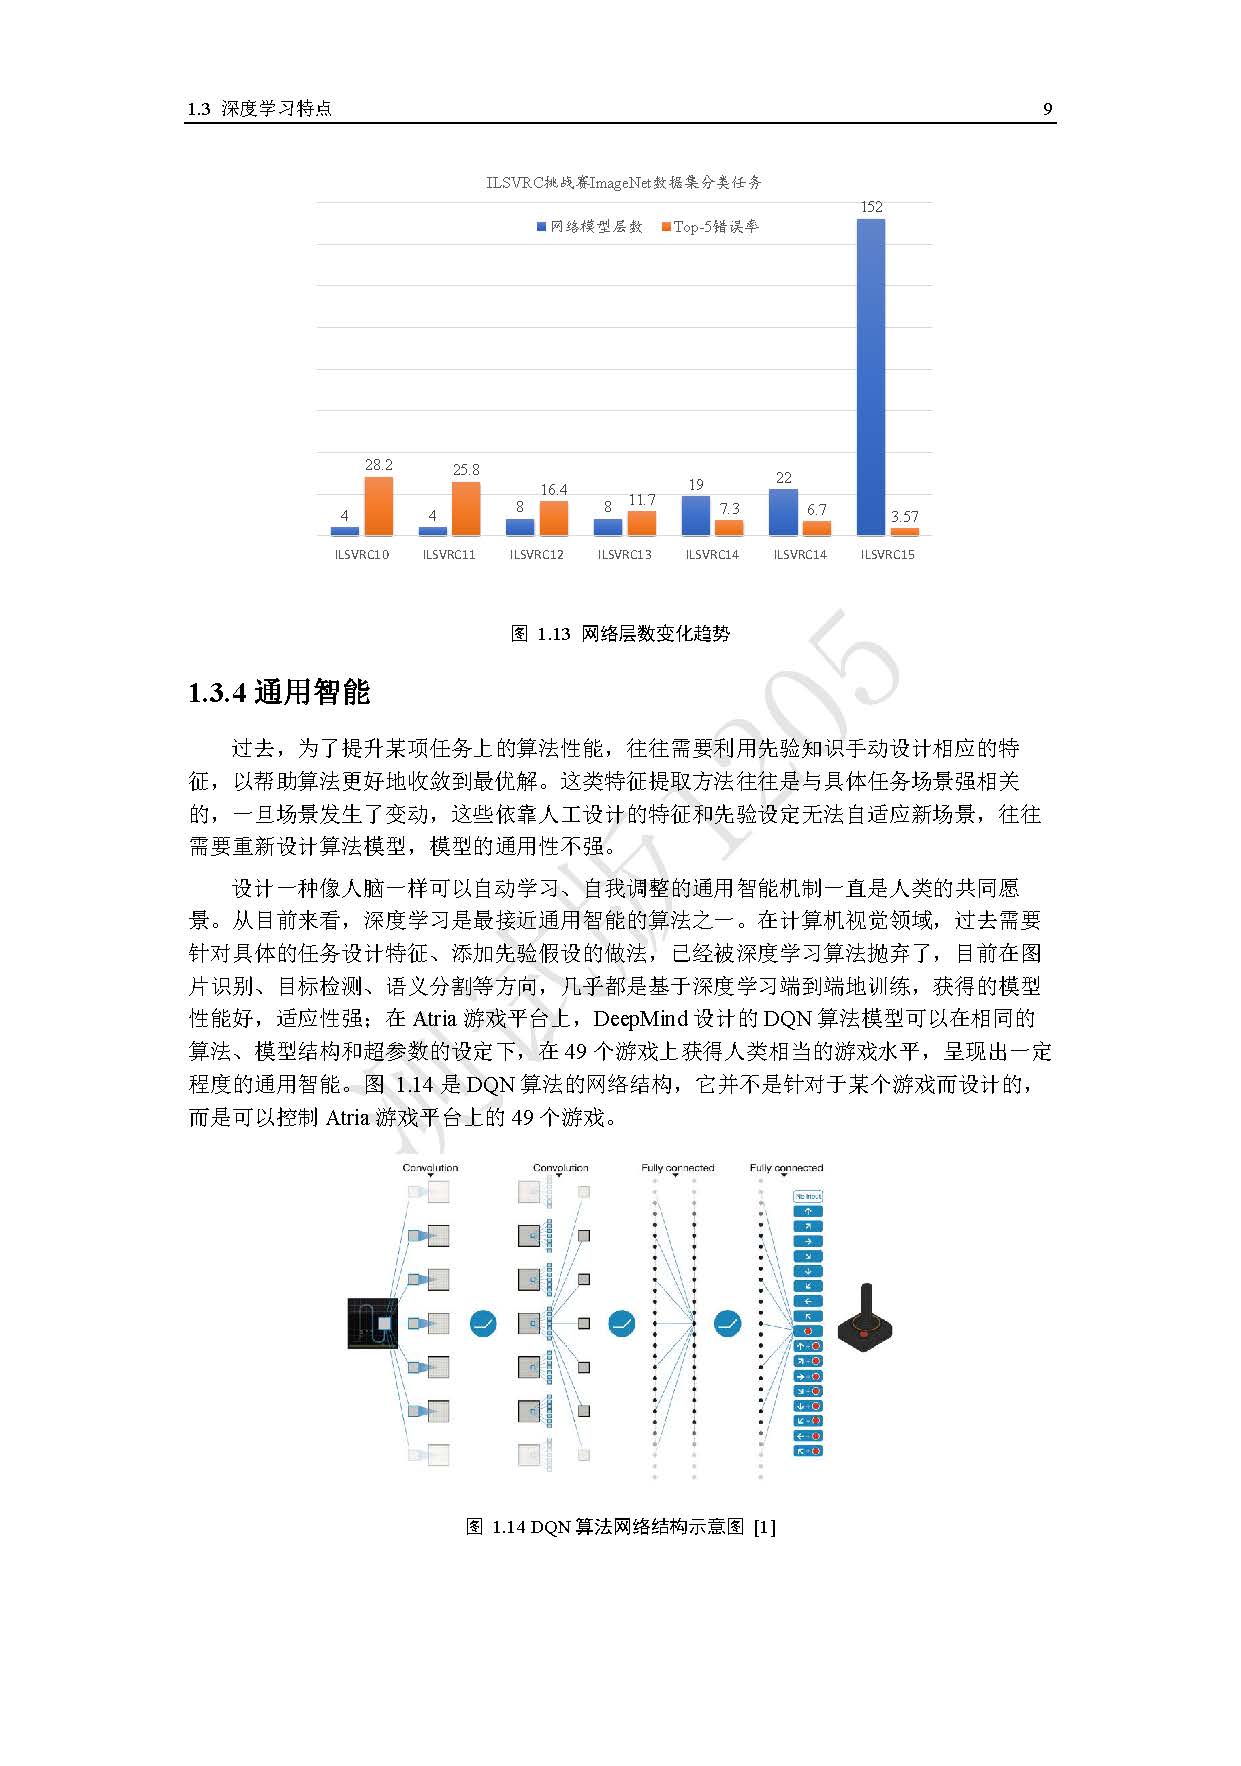 1.3 深度学习特点 9
ILSVRC挑战赛ImageNet数据集分类任务
网络模型层数 Top-5错误率
152
28.2
25.8
16.4
11.7
19
7.3
22
6.7
3.57
4
4
8
8
ILSVRC10 ILSVRC11 ILSVRC12 ILSVRC13 ILSVRC14 ILSVRC14 ILSVRC15
图 1.13 网络层数变化趋势
1.3.4 通用智能
过去，为了提升某项任务上的算法性能，往往需要利用先验知识手动设计相应的特
征，以帮助算法更好地收敛到最优解。这类特征提取方法往往是与具体任务场景强相关
的，一旦场景发生了变动，这些依靠人工设计的特征和先验设定无法自适应新场景，往往
需要重新设计算法模型，模型的通用性不强。
设计一种像人脑一样可以自动学习、自我调整的通用智能机制一直是人类的共同愿
景。从目前来看，深度学习是最接近通用智能的算法之一。在计算机视觉领域，过去需要
针对具体的任务设计特征、添加先验假设的做法，已经被深度学习算法抛弃了，目前在图
片识别、目标检测、语义分割等方向，几乎都是基于深度学习端到端地训练，获得的模型
性能好，适应性强；在 Atria 游戏平台上，DeepMind 设计的 DQN 算法模型可以在相同的
算法、模型结构和超参数的设定下，在 49 个游戏上获得人类相当的游戏水平，呈现出一定
程度的通用智能。图 1.14 是 DQN 算法的网络结构，它并不是针对于某个游戏而设计的，
而是可以控制 Atria 游戏平台上的 49 个游戏。
测试版1205
Convolution Convolution Fully connected Fully connected
No input
图 1.14 DQN 算法网络结构示意图 [1]